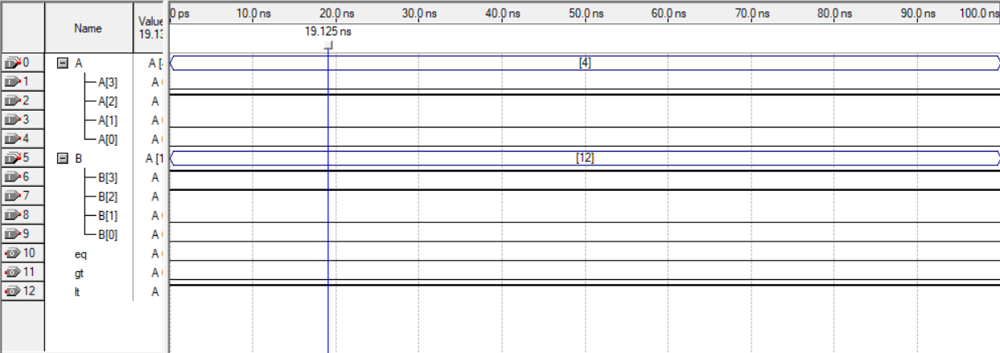 Name
Value
19.13
0 ps
10.0 ns
20.0 ns
30.0 ns
40.0 ns
50.0 ns
60.0 ns
70.0 ns
80.0 ns
90.0 ns
100.0 ns
19.125 ns
0 A A [4 [4]
1 A[3] A
2 A[2] A
3 A[1] A
4 A[0] A
5 B A [1 [12]
6 B[3] A
7 B[2] A
8 B[1] A
9 B[0] A
10 eq A
11 gt A
12 lt A